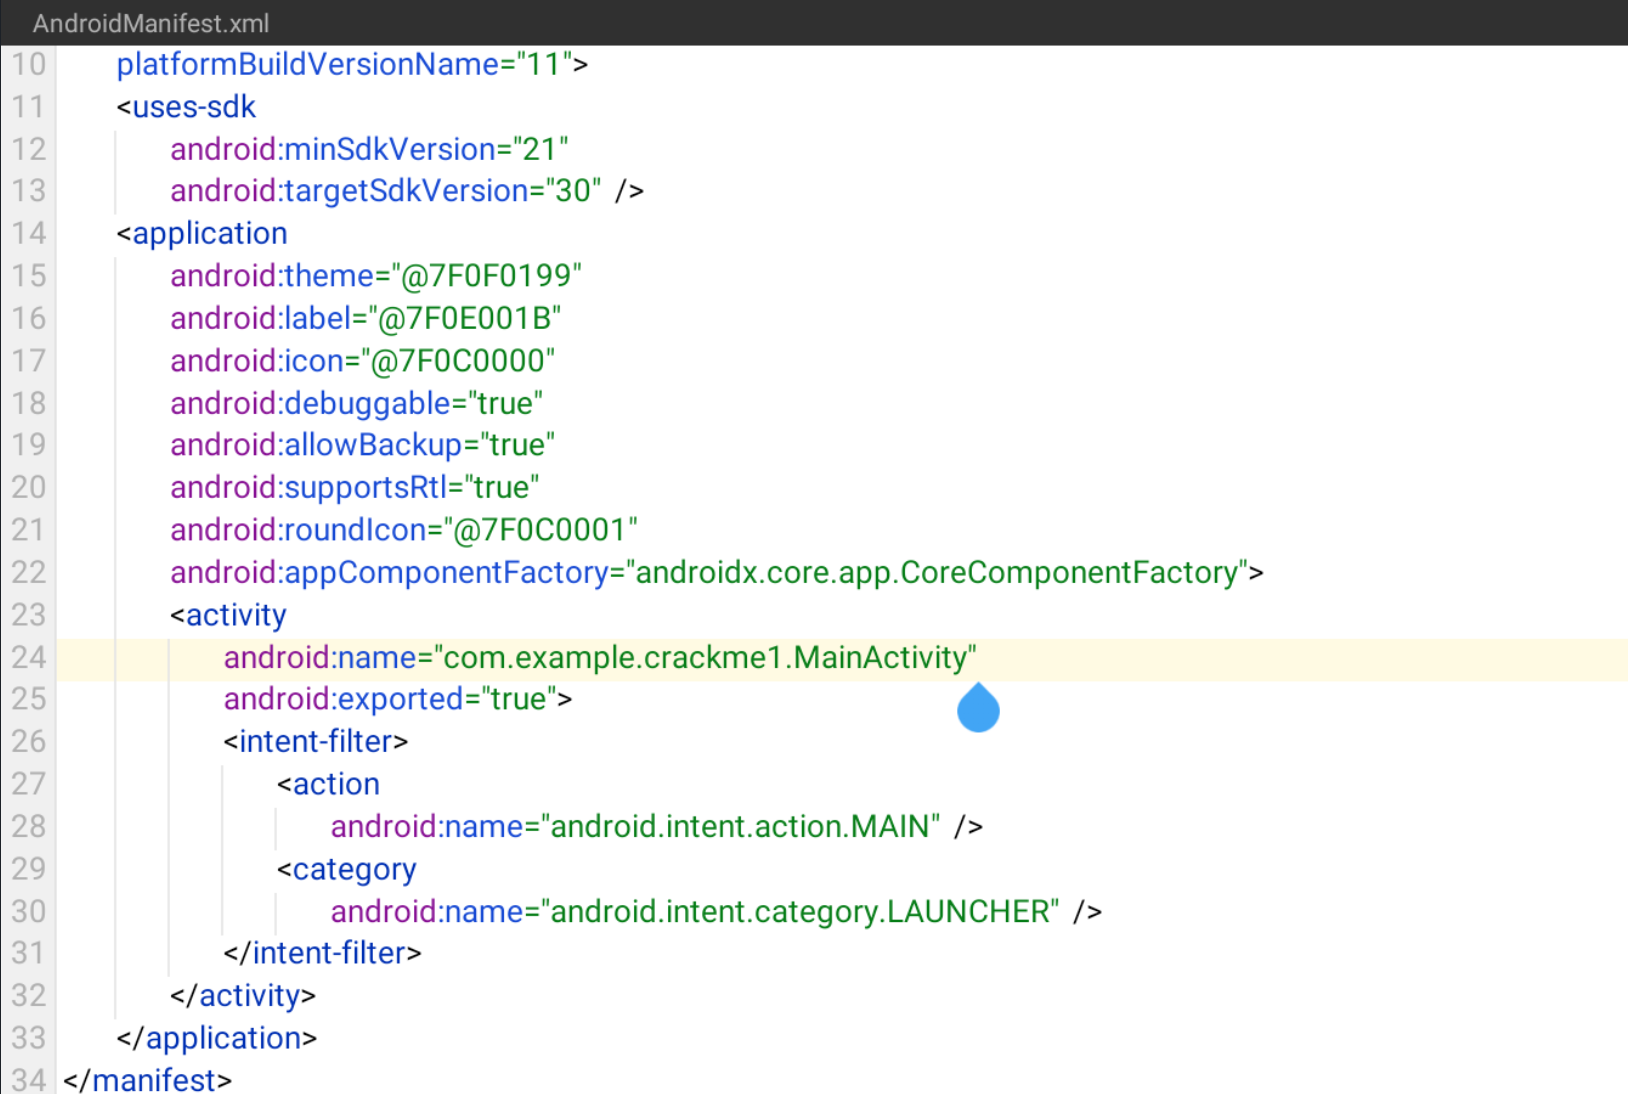 AndroidManifest.xml
10 platformBuildVersionName="11">
11 <uses-sdk
12 android:minSdkVersion="21"
13 android:targetSdkVersion="30" />
14 <application
15 android:theme="@7F0F0199"
16 android:label="@7F0E001B"
17 android:icon="@7F0C0000"
18 android:debuggable="true"
19 android:allowBackup="true"
20 android:supportsRtl="true"
21 android:roundIcon="@7F0C0001"
22 android:appComponentFactory="androidx.core.app.CoreComponentFactory">
23 <activity
24 android:name="com.example.crackme1.MainActivity"
25 android:exported="true">
26 <intent-filter>
27 <action
28 android:name="android.intent.action.MAIN" />
29 <category
30 android:name="android.intent.category.LAUNCHER" />
31 </intent-filter>
32 </activity>
33 </application>
34 </manifest>